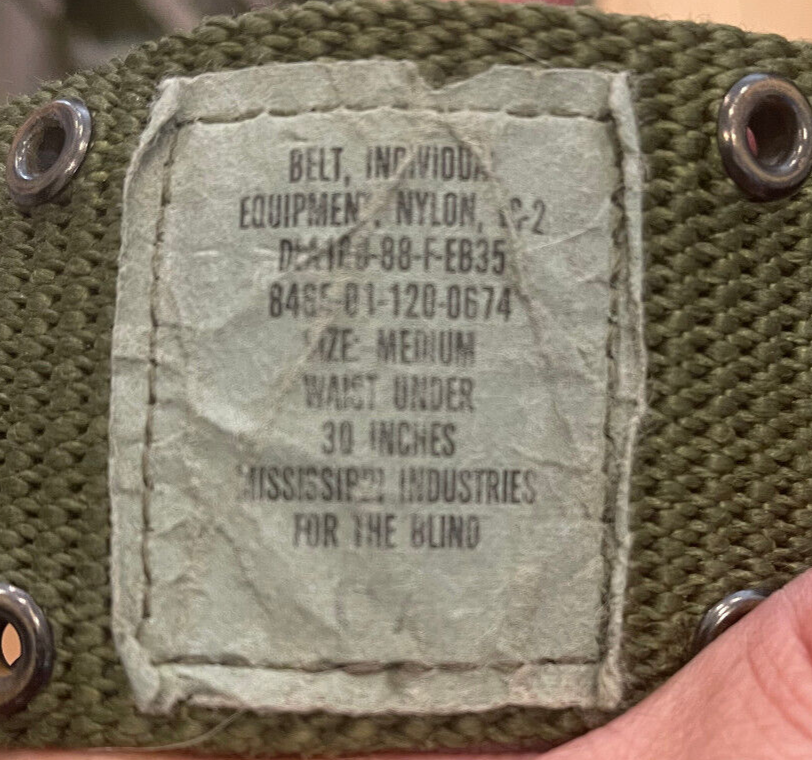 BELT, INDIVIDUAL
EQUIPMENT, NYLON, LC-2
DLA100-88-F-EB35
8465-01-120-0674
SIZE: MEDIUM
WAIST UNDER
30 INCHES
MISSISSIPPI INDUSTRIES
FOR THE BLIND